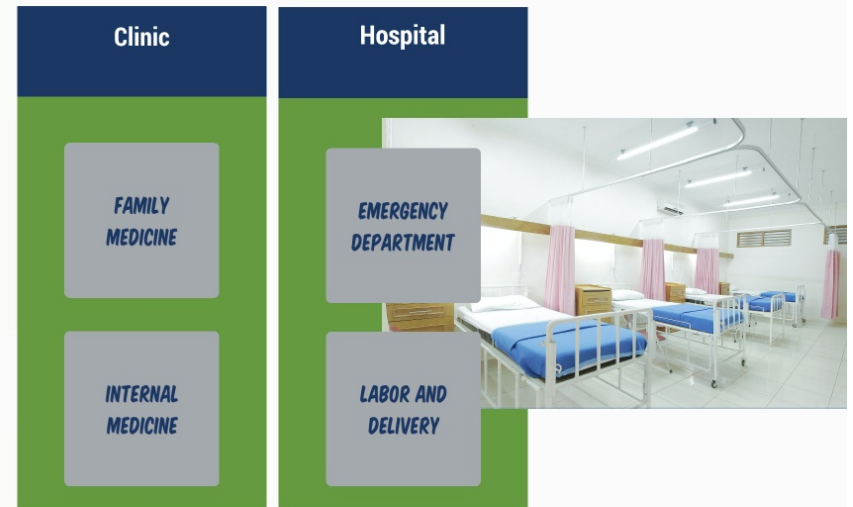 Clinic
Hospital
FAMILY
MEDICINE
EMERGENCY
DEPARTMENT
INTERNAL
MEDICINE
LABOR AND
DELIVERY